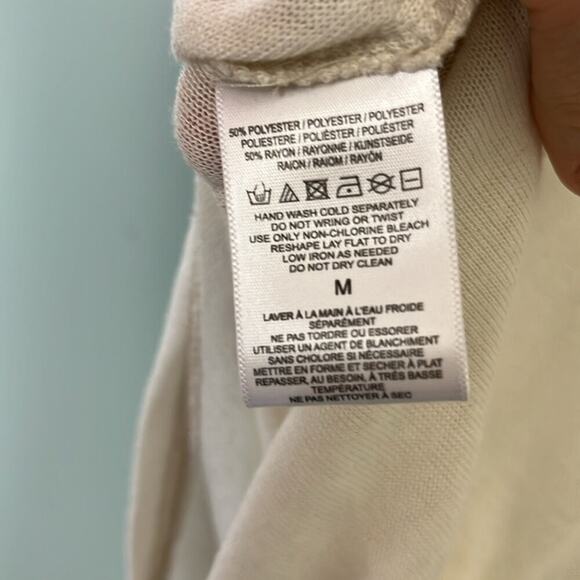 50% POLYESTER / POLYESTER / POLYESTER
POLIESTERE / POLIÉSTER / POLIÉSTER
50% RAYON / RAYONNE / KUNSTSEIDE
RAION / RAIOM / RAYÓN
HAND WASH COLD SEPARATELY
DO NOT WRING OR TWIST
USE ONLY NON-CHLORINE BLEACH
RESHAPE LAY FLAT TO DRY
LOW IRON AS NEEDED
DO NOT DRY CLEAN
M
LAVER À LA MAIN À L'EAU FROIDE
SÉPARÉMENT
NE PAS TORDRE OU ESSORER
UTILISER UN AGENT DE BLANCHIMENT
SANS CHOLORE SI NÉCESSAIRE
METTRE EN FORME ET SECHER À PLAT
REPASSER, AU BESOIN, À TRÉS BASSE
TEMPÉRATURE
NE PAS NETTOYER À SEC